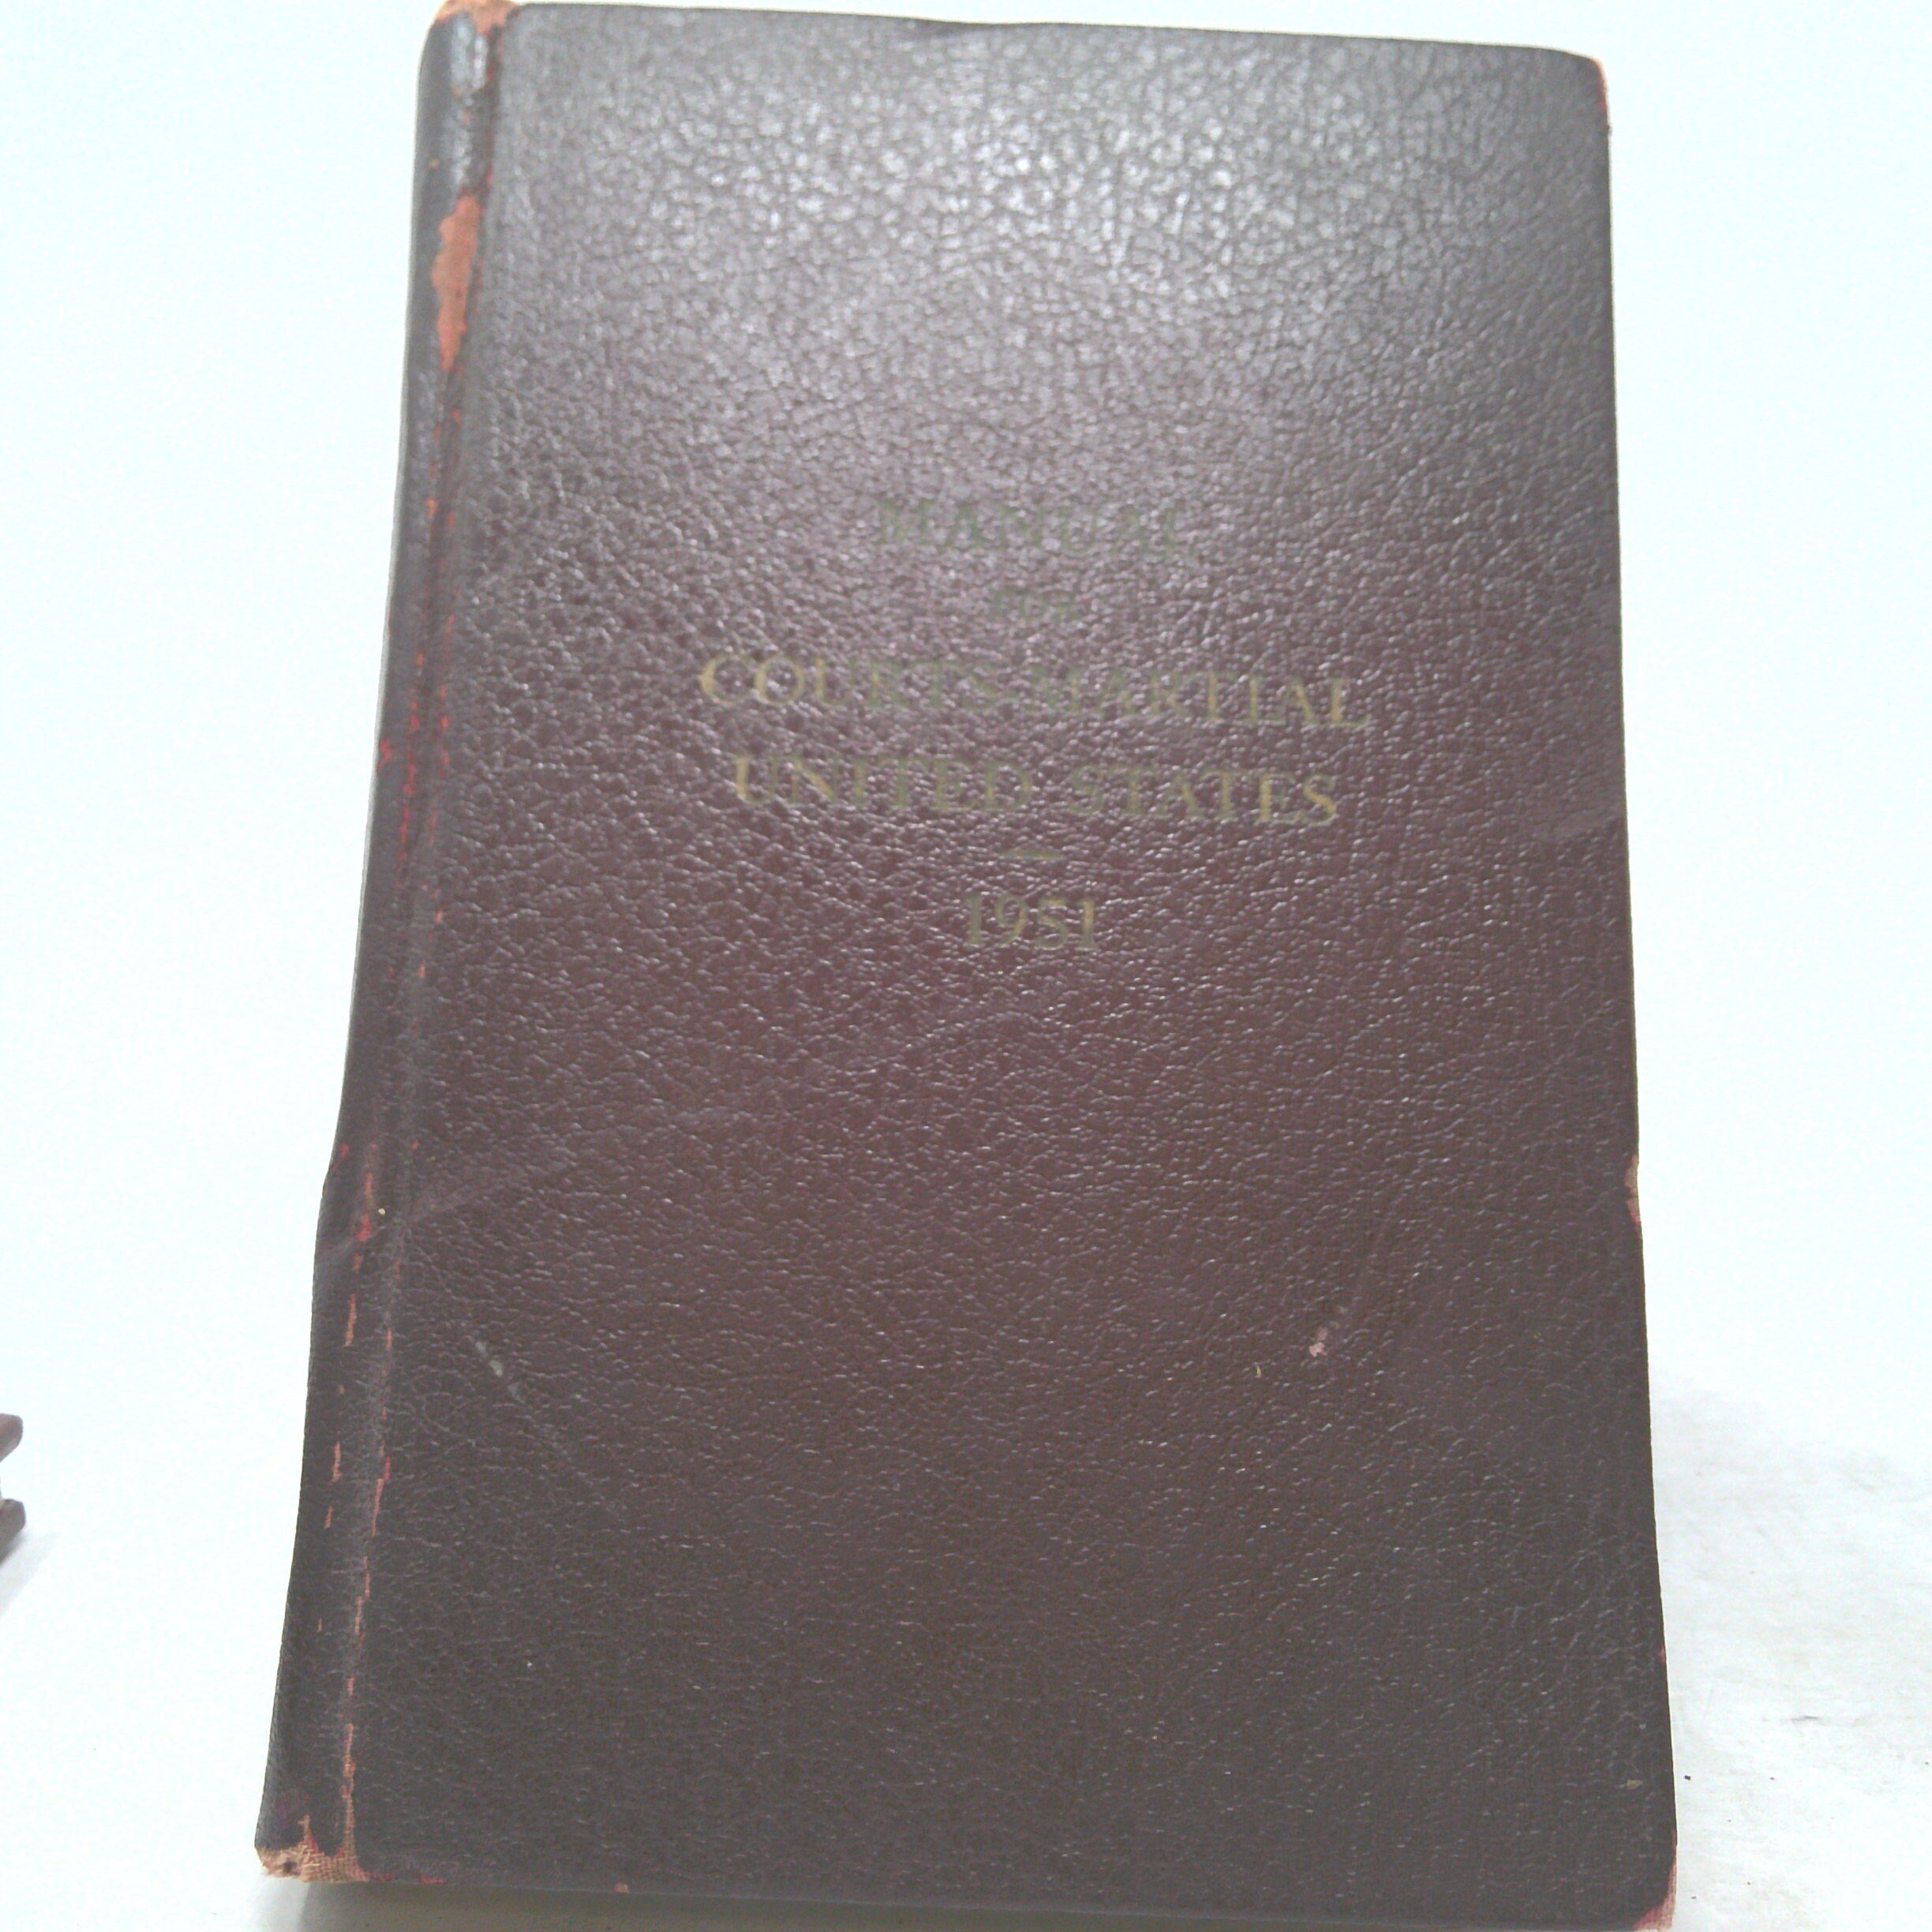 MANUAL
FOR
COURTS-MARTIAL
UNITED STATES
1951